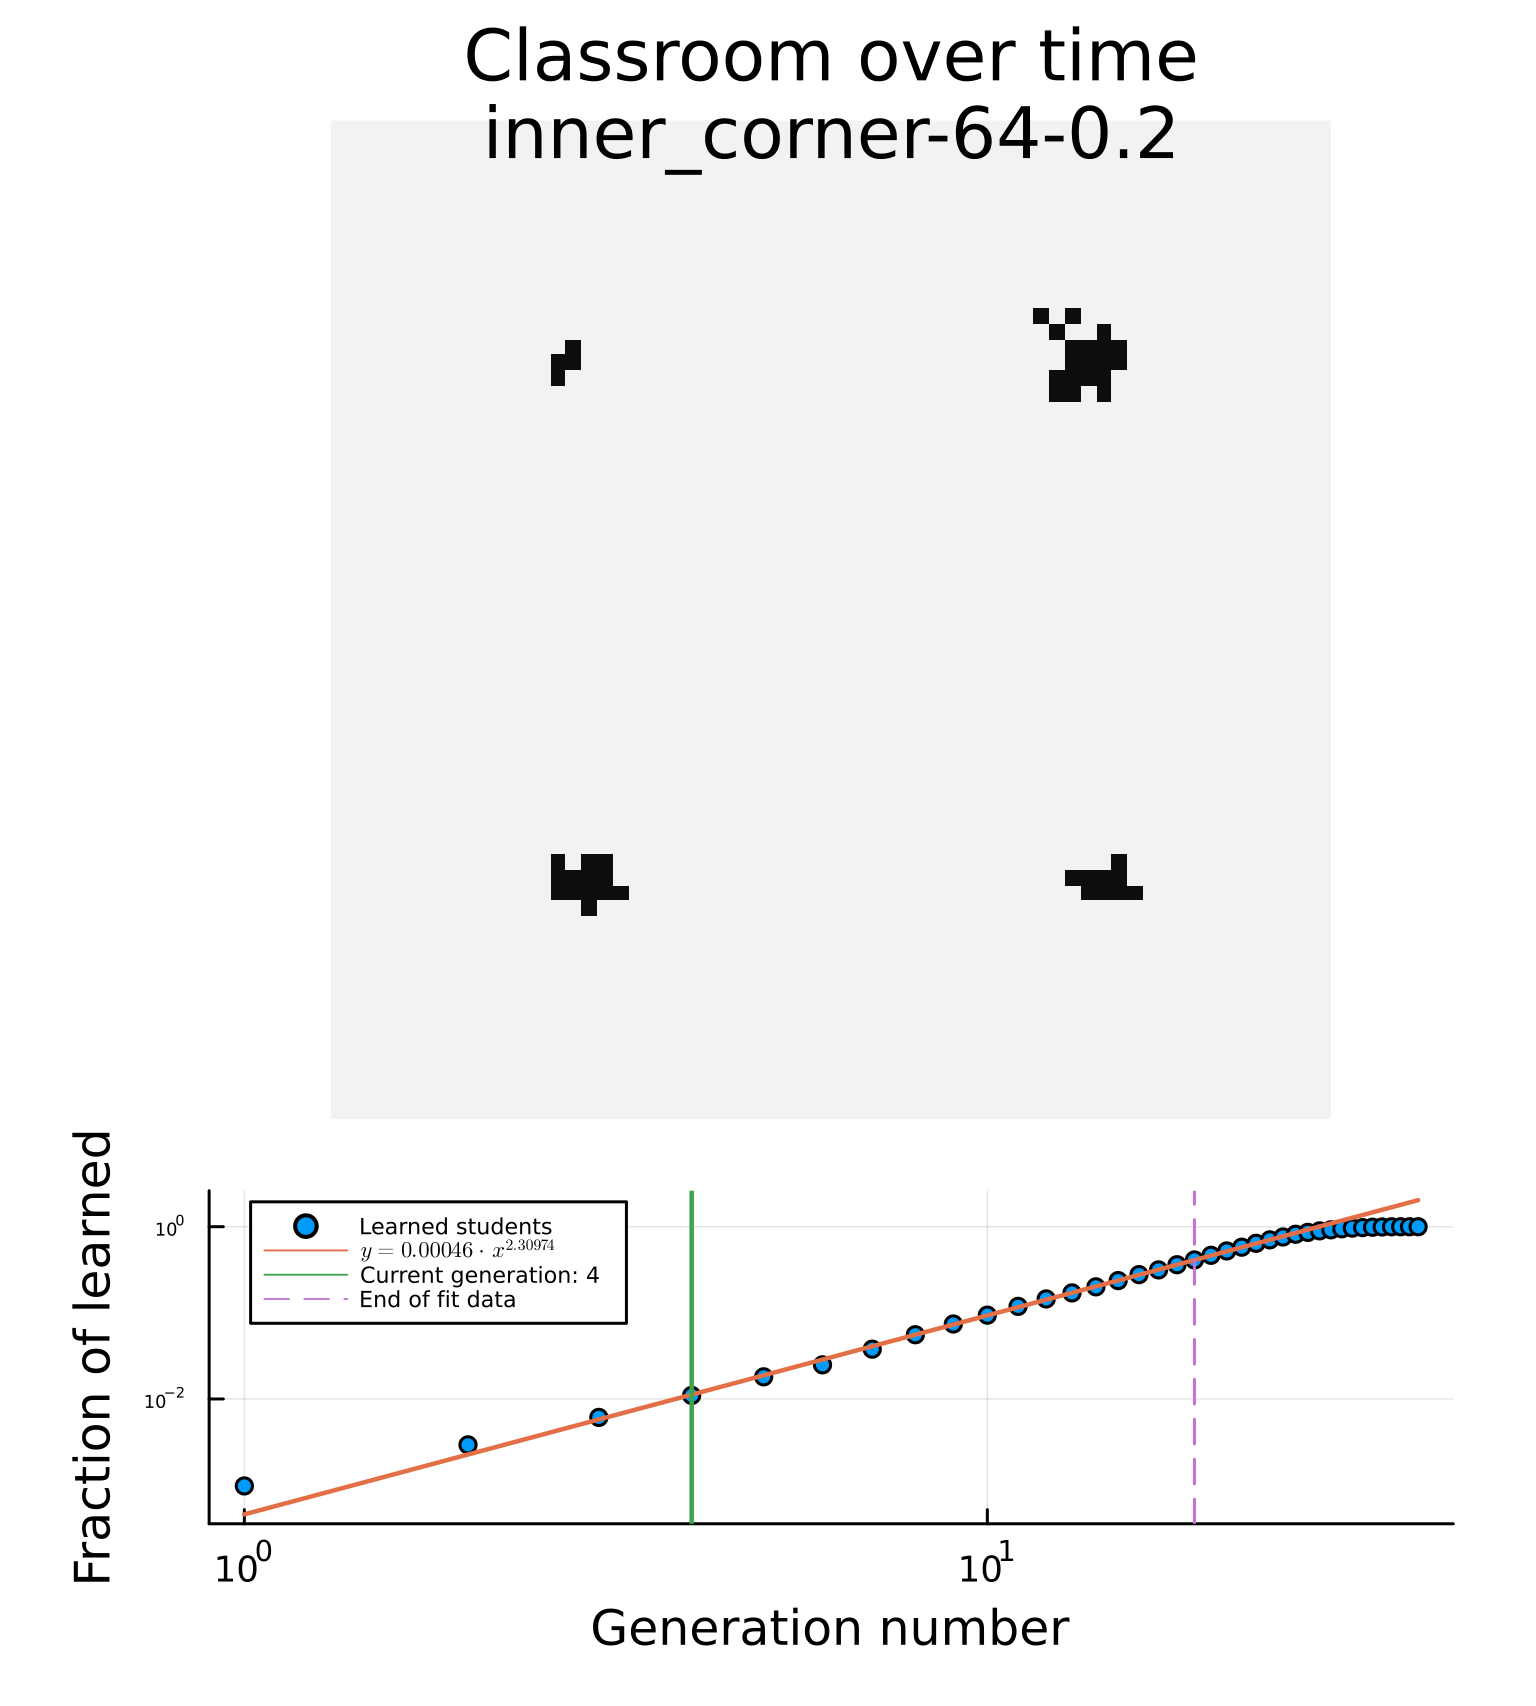 Classroom over time
inner_corner-64-0.2
Fraction of learned
10^0
10^-2
Learned students
y = 0.00046 · x^2.30974
Current generation: 4
End of fit data
10^0
10^1
Generation number